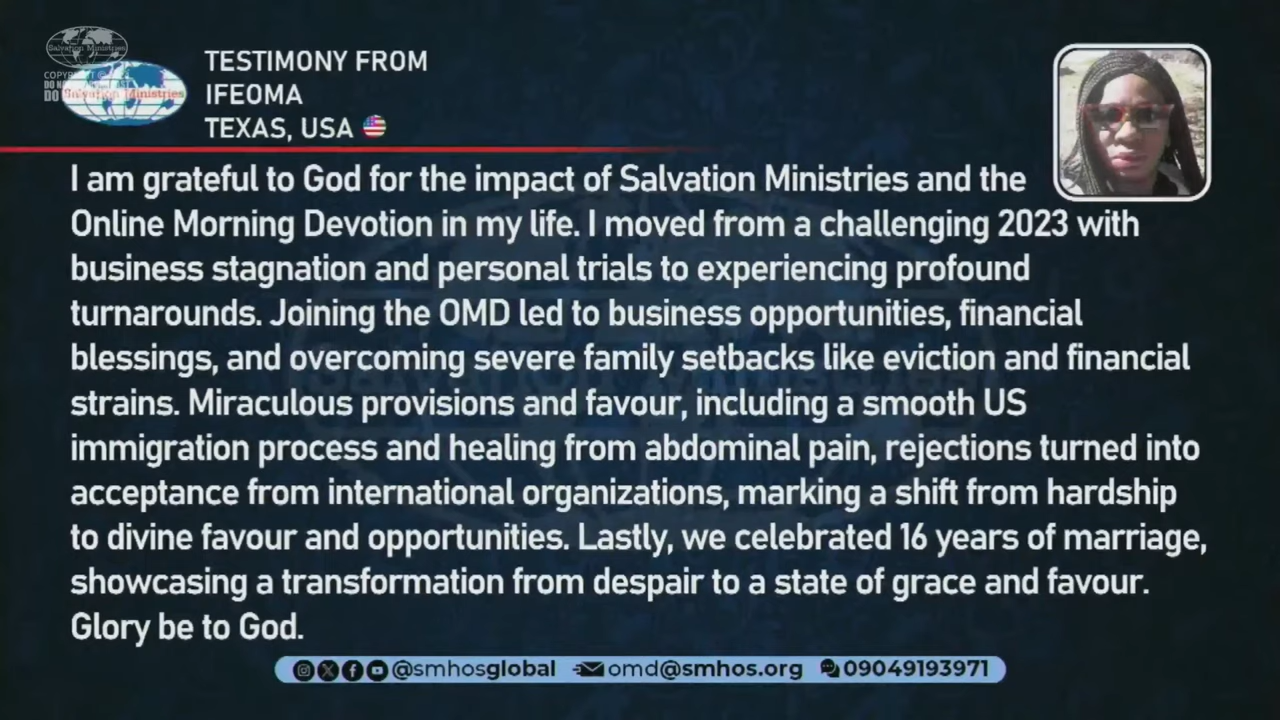 Salvation Ministries
COPYRIGHT ©
Salvation Ministries
TESTIMONY FROM
IFEOMA
TEXAS, USA
I am grateful to God for the impact of Salvation Ministries and the
Online Morning Devotion in my life. I moved from a challenging 2023 with
business stagnation and personal trials to experiencing profound
turnarounds. Joining the OMD led to business opportunities, financial
blessings, and overcoming severe family setbacks like eviction and financial
strains. Miraculous provisions and favour, including a smooth US
immigration process and healing from abdominal pain, rejections turned into
acceptance from international organizations, marking a shift from hardship
to divine favour and opportunities. Lastly, we celebrated 16 years of marriage,
showcasing a transformation from despair to a state of grace and favour.
Glory be to God.
@smhosglobal omd@smhos.org 09049193971